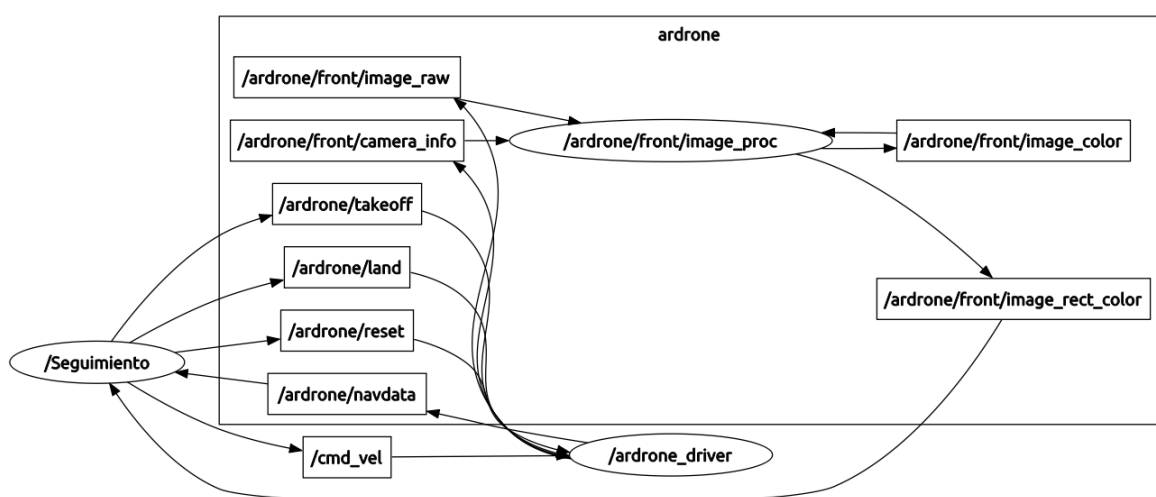 ardrone
/ardrone/front/image_raw
/ardrone/front/camera_info
/ardrone/front/image_proc
/ardrone/front/image_color
/ardrone/takeoff
/ardrone/land
/ardrone/front/image_rect_color
/ardrone/reset
/Seguimiento
/ardrone/navdata
/cmd_vel
/ardrone_driver